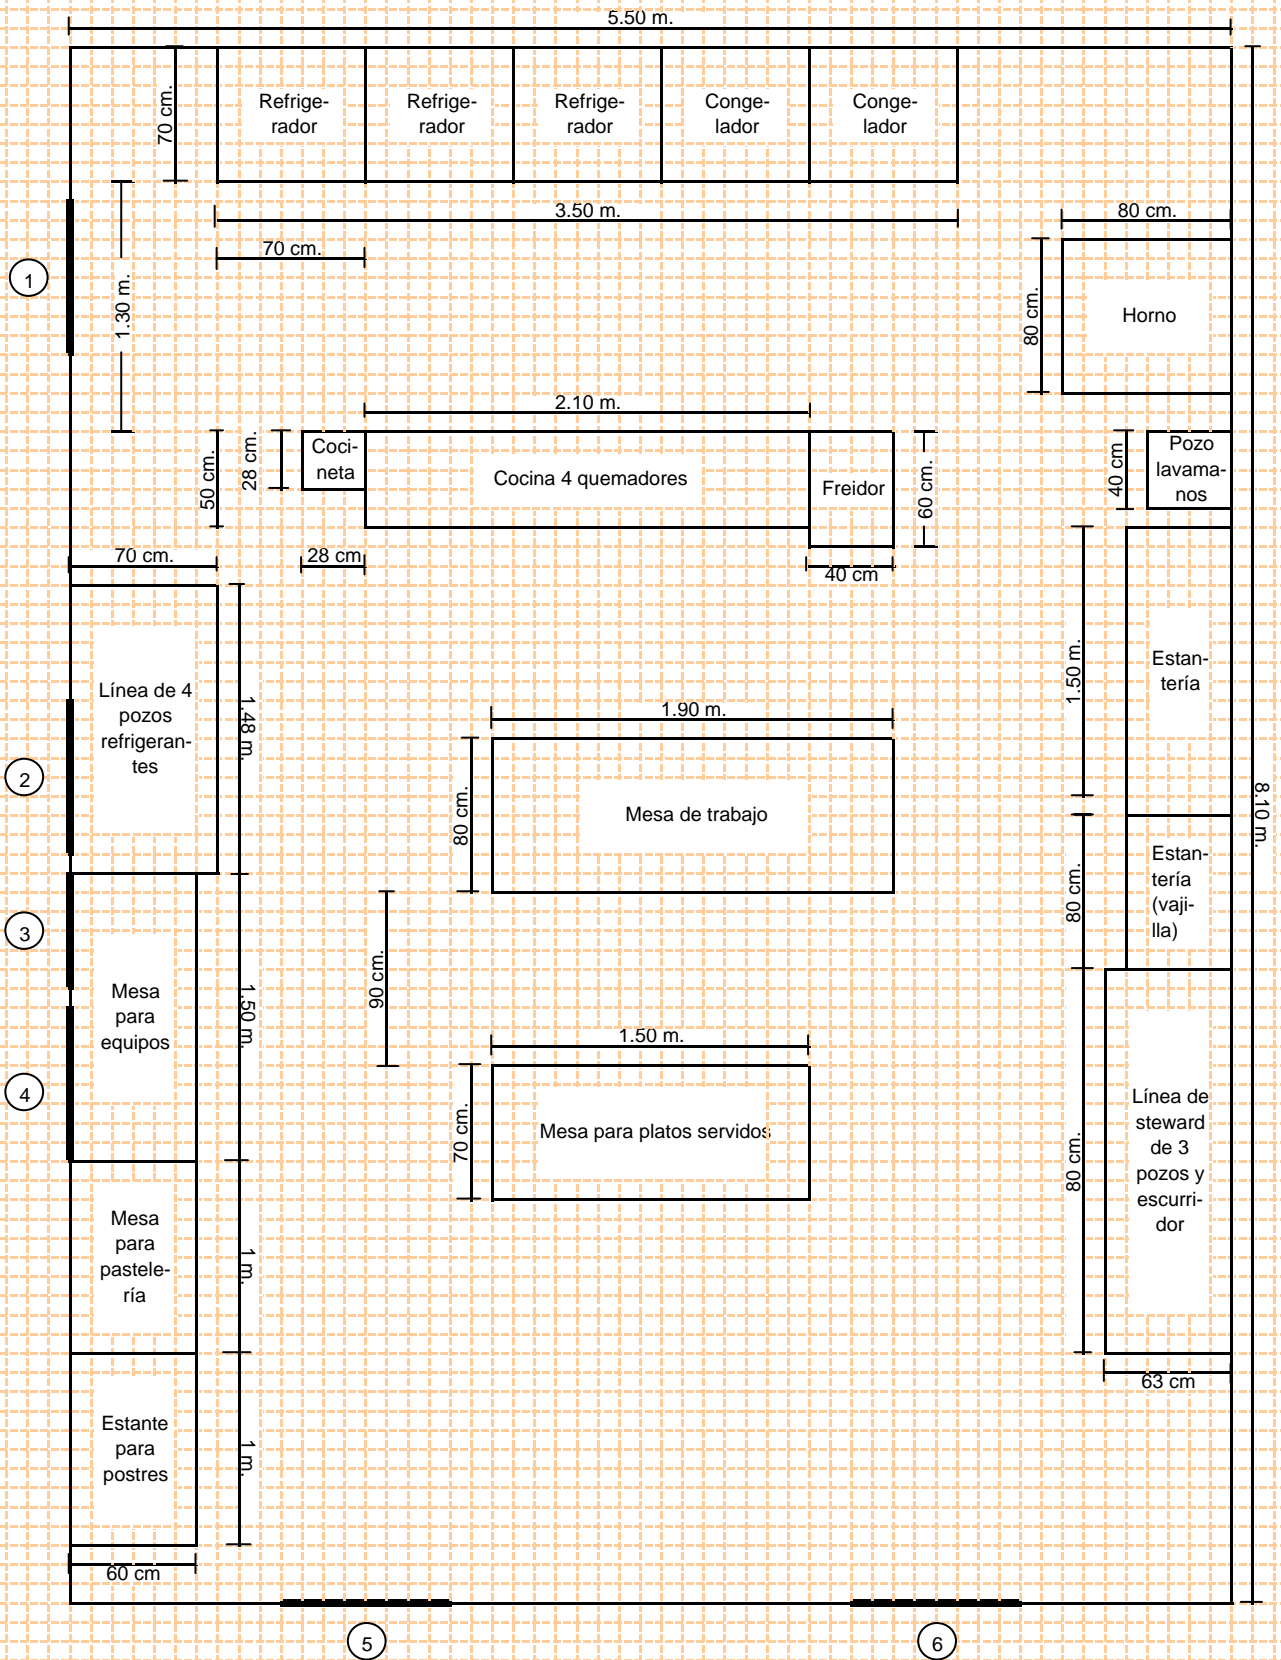 5.50 m.
70 cm.
Refrige-
rador
Refrige-
rador
Refrige-
rador
Conge-
lador
Conge-
lador
3.50 m.
80 cm.
70 cm.
1
1.30 m.
80 cm.
Horno
2.10 m.
50 cm.
28 cm.
Coci-
neta
Cocina 4 quemadores
Freidor
60 cm.
40 cm
Pozo
lavama-
nos
70 cm.
28 cm
40 cm
Línea de 4
pozos
refrigeran-
tes
1.48 m.
1.50 m.
Estan-
tería
1.90 m.
2
80 cm.
Mesa de trabajo
8.10 m.
80 cm.
Estan-
tería
(vaji-
lla)
3
90 cm.
Mesa
para
equipos
1.50 m.
1.50 m.
4
70 cm.
Mesa para platos servidos
80 cm.
Línea de
steward
de 3
pozos y
escurri-
dor
Mesa
para
pastele-
ría
1 m.
63 cm
Estante
para
postres
1 m.
60 cm
5
6